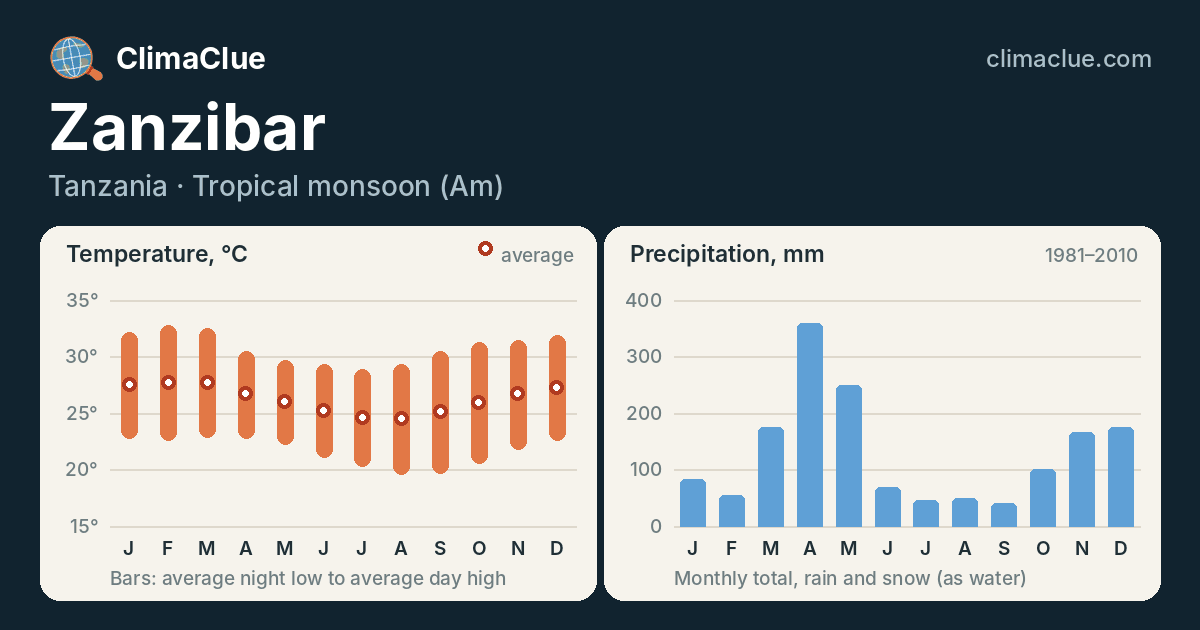 ClimaClue
climaclue.com
Zanzibar
Tanzania · Tropical monsoon (Am)
Temperature, °C
average
35°
30°
25°
20°
15°
J F M A M J J A S O N D
Bars: average night low to average day high
Precipitation, mm
1981–2010
400
300
200
100
0
J F M A M J J A S O N D
Monthly total, rain and snow (as water)